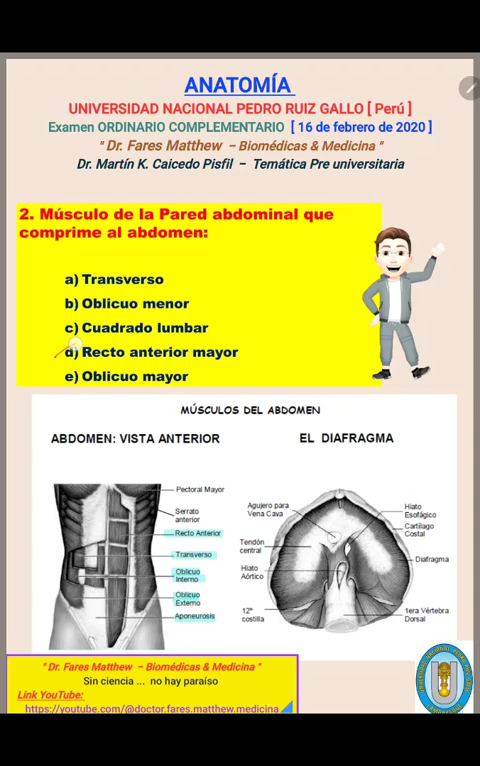 ANATOMÍA
UNIVERSIDAD NACIONAL PEDRO RUIZ GALLO [ Perú ]
Examen ORDINARIO COMPLEMENTARIO [ 16 de febrero de 2020 ]
" Dr. Fares Matthew – Biomédicas & Medicina "
Dr. Martín K. Caicedo Pisfil – Temática Pre universitaria
2. Músculo de la Pared abdominal que
comprime al abdomen:
a) Transverso
b) Oblicuo menor
c) Cuadrado lumbar
d) Recto anterior mayor
e) Oblicuo mayor
MÚSCULOS DEL ABDOMEN
ABDOMEN: VISTA ANTERIOR
EL DIAFRAGMA
Pectoral Mayor
Serrato
anterior
Recto Anterior
Transverso
Oblicuo
Interno
Oblicuo
Externo
Aponeurosis
Agujero para
Vena Cava
Tendón
central
Hiato
Aórtico
12ª
costilla
Hiato
Esofágico
Cartílago
Costal
Diafragma
1era Vértebra
Dorsal
" Dr. Fares Matthew – Biomédicas & Medicina "
Sin ciencia ... no hay paraíso
Link YouTube:
https://youtube.com/@doctor.fares.matthew.medicina